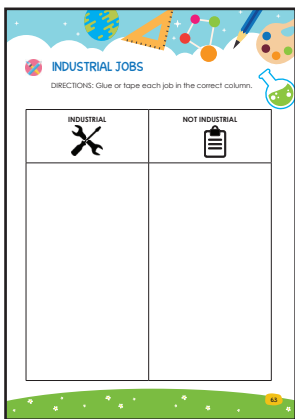 INDUSTRIAL JOBS
DIRECTIONS: Glue or tape each job in the correct column.
INDUSTRIAL
NOT INDUSTRIAL
63